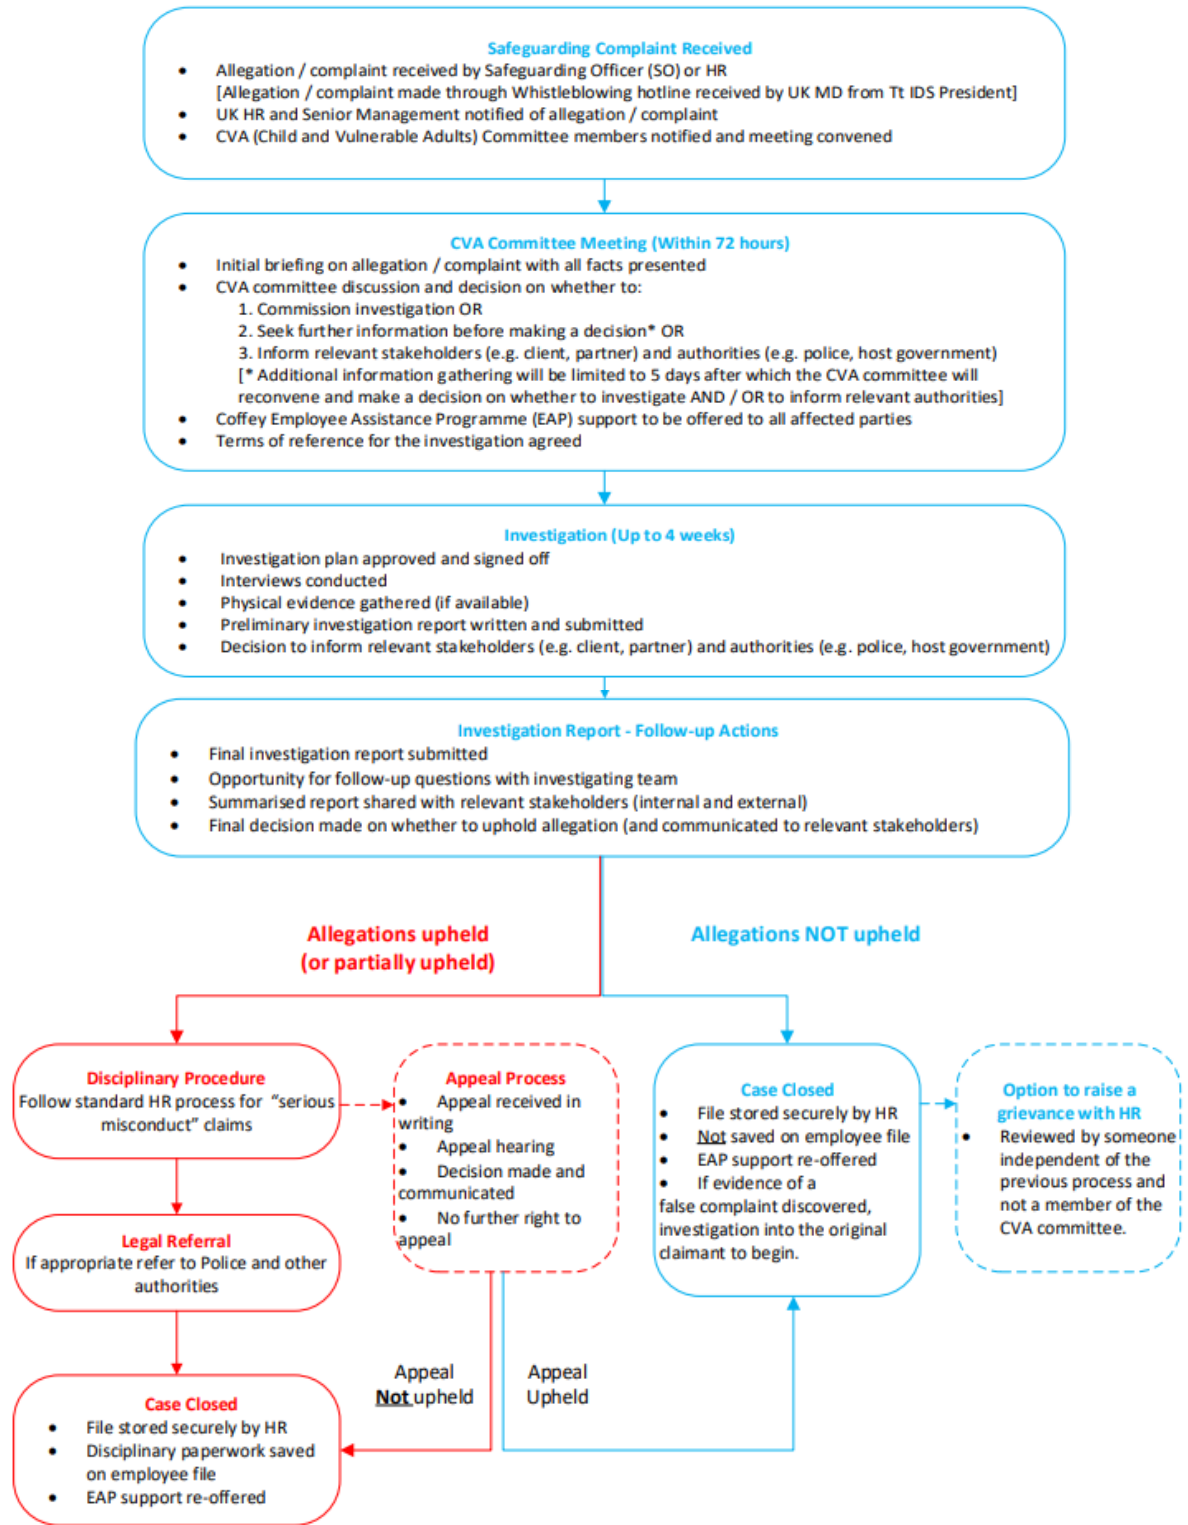 Safeguarding Complaint Received
• Allegation / complaint received by Safeguarding Officer (SO) or HR
[Allegation / complaint made through Whistleblowing hotline received by UK MD from Tt IDS President]
• UK HR and Senior Management notified of allegation / complaint
• CVA (Child and Vulnerable Adults) Committee members notified and meeting convened
CVA Committee Meeting (Within 72 hours)
• Initial briefing on allegation / complaint with all facts presented
• CVA committee discussion and decision on whether to:
1. Commission investigation OR
2. Seek further information before making a decision* OR
3. Inform relevant stakeholders (e.g. client, partner) and authorities (e.g. police, host government)
[* Additional information gathering will be limited to 5 days after which the CVA committee will
reconvene and make a decision on whether to investigate AND / OR to inform relevant authorities]
• Coffey Employee Assistance Programme (EAP) support to be offered to all affected parties
• Terms of reference for the investigation agreed
Investigation (Up to 4 weeks)
• Investigation plan approved and signed off
• Interviews conducted
• Physical evidence gathered (if available)
• Preliminary investigation report written and submitted
• Decision to inform relevant stakeholders (e.g. client, partner) and authorities (e.g. police, host government)
Investigation Report - Follow-up Actions
• Final investigation report submitted
• Opportunity for follow-up questions with investigating team
• Summarised report shared with relevant stakeholders (internal and external)
• Final decision made on whether to uphold allegation (and communicated to relevant stakeholders)
Allegations upheld
(or partially upheld)
Allegations NOT upheld
Disciplinary Procedure
Follow standard HR process for "serious
misconduct" claims
Appeal Process
• Appeal received in
writing
• Appeal hearing
• Decision made and
communicated
• No further right to
appeal
Case Closed
• File stored securely by HR
• Not saved on employee file
• EAP support re-offered
• If evidence of a
false complaint discovered,
investigation into the original
claimant to begin.
Option to raise a
grievance with HR
• Reviewed by someone
independent of the
previous process and
not a member of the
CVA committee.
Legal Referral
If appropriate refer to Police and other
authorities
Appeal
Not upheld
Appeal
Upheld
Case Closed
• File stored securely by HR
• Disciplinary paperwork saved
on employee file
• EAP support re-offered